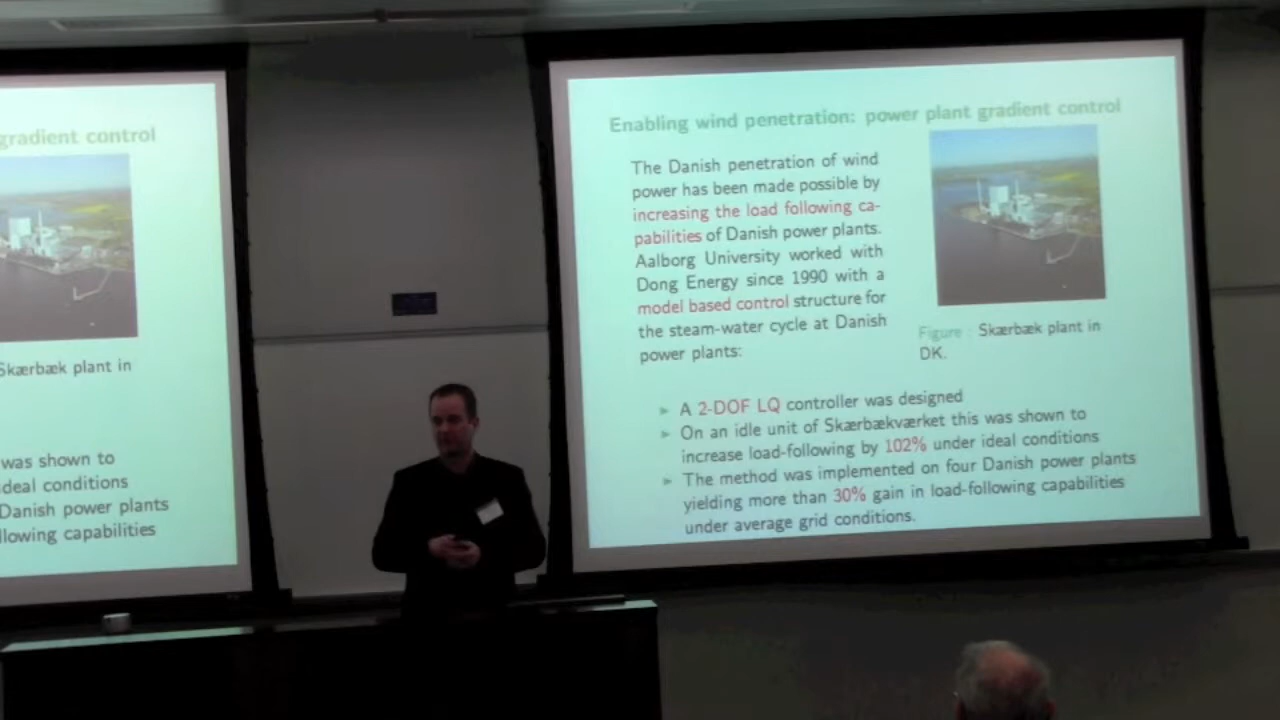 gradient control
Skærbæk plant in
was shown to
deal conditions
Danish power plants
llowing capabilities
Enabling wind penetration: power plant gradient control
The Danish penetration of wind
power has been made possible by
increasing the load following ca-
pabilities of Danish power plants.
Aalborg University worked with
Dong Energy since 1990 with a
model based control structure for
the steam-water cycle at Danish
power plants:
Figure : Skærbæk plant in
DK.
A 2-DOF LQ controller was designed
On an idle unit of Skærbækværket this was shown to
increase load-following by 102% under ideal conditions
The method was implemented on four Danish power plants
yielding more than 30% gain in load-following capabilities
under average grid conditions.